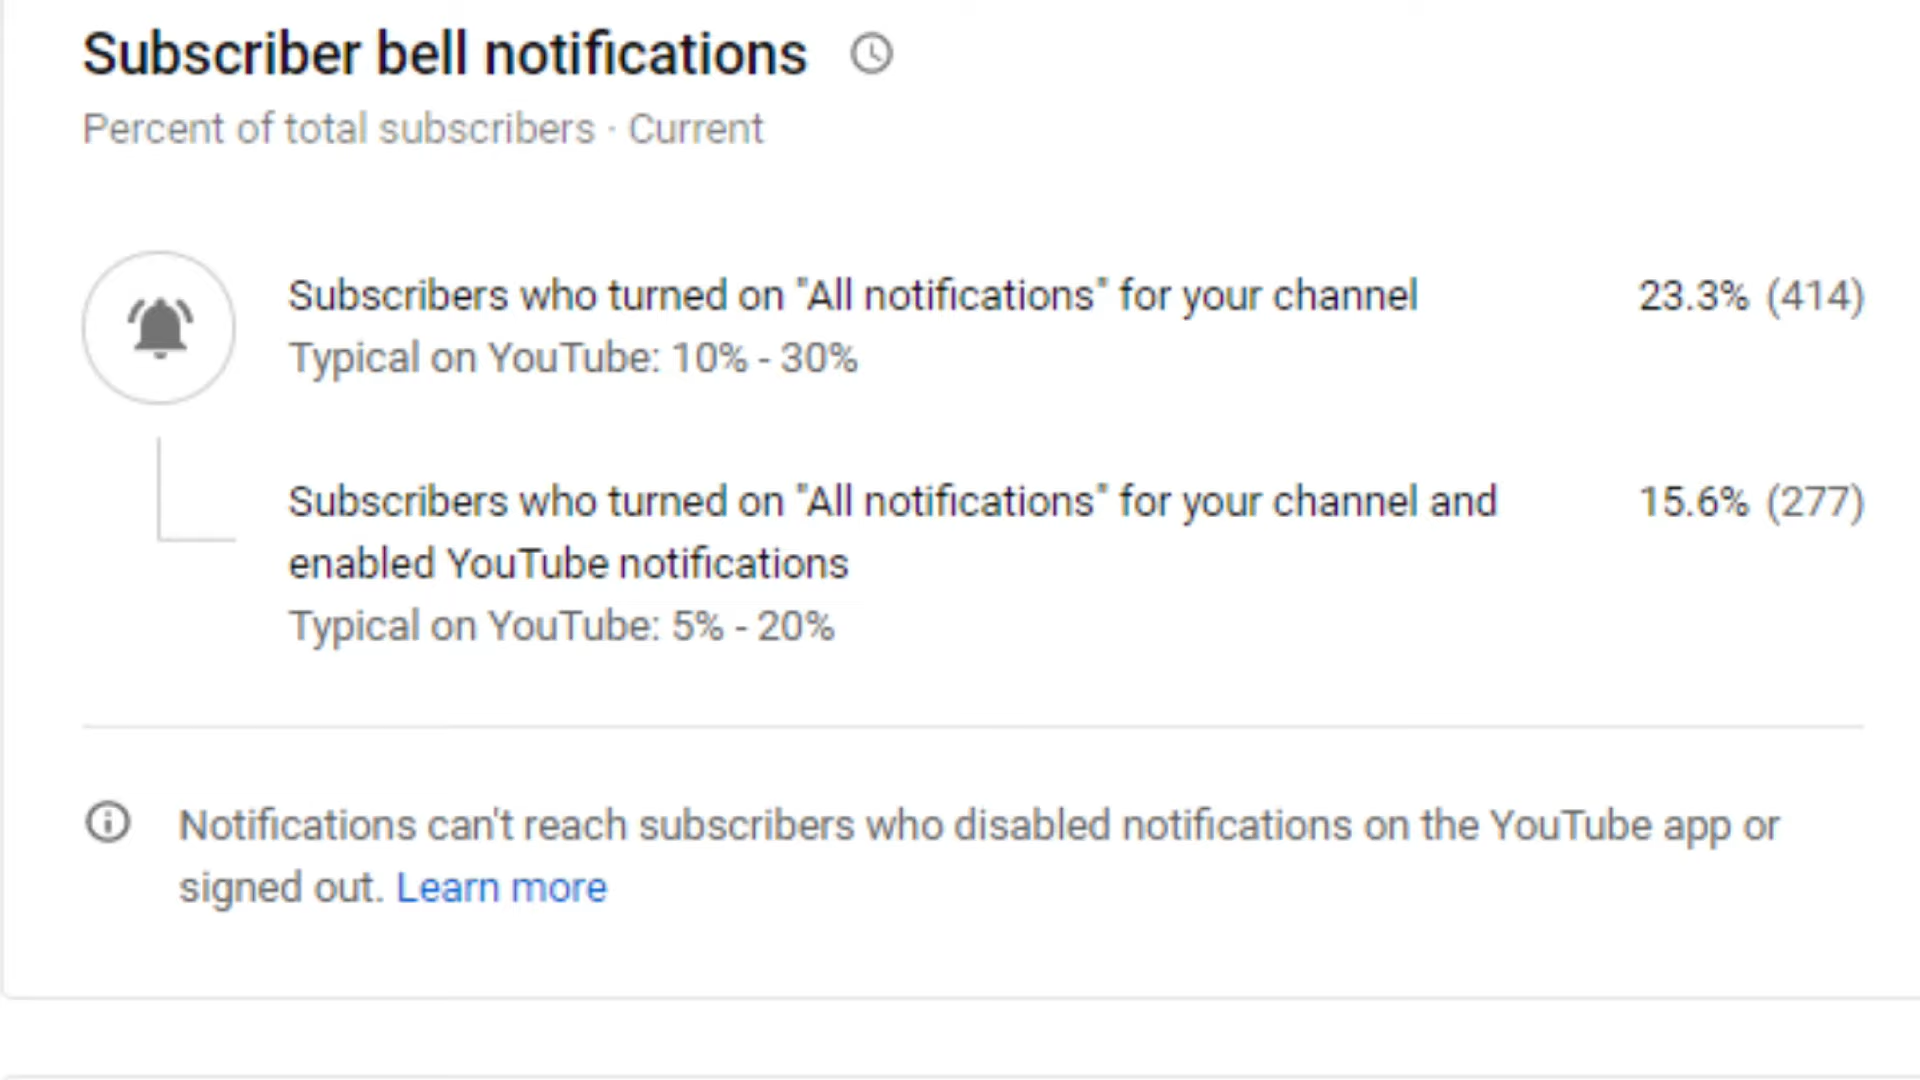 Subscriber bell notifications
Percent of total subscribers · Current
Subscribers who turned on "All notifications" for your channel 23.3% (414)
Typical on YouTube: 10% - 30%
Subscribers who turned on "All notifications" for your channel and 15.6% (277)
enabled YouTube notifications
Typical on YouTube: 5% - 20%
Notifications can't reach subscribers who disabled notifications on the YouTube app or
signed out. Learn more